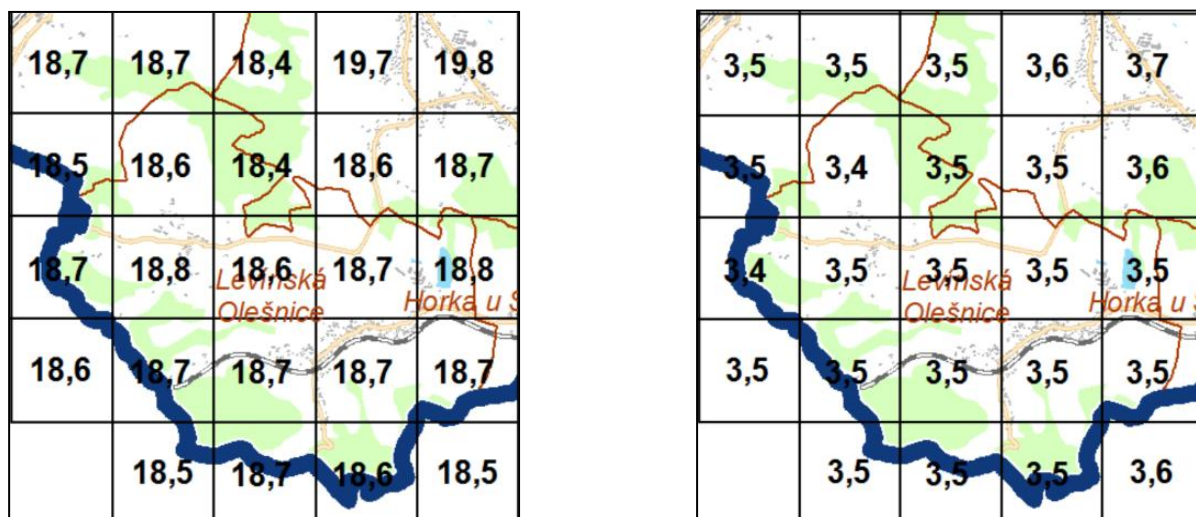 18,7 18,7 18,4 19,7 19,8
18,5 18,6 18,4 18,6 18,7
18,7 18,8 18,6 18,7 18,8
Levínská
Olešnice
Horka u S
18,6 18,7 18,7 18,7 18,7
18,5 18,7 18,6 18,5
3,5 3,5 3,5 3,6 3,7
3,5 3,4 3,5 3,5 3,6
3,4 3,5 3,5 3,5 3,5
Levínská
Olešnice
Horka u S
3,5 3,5 3,5 3,5 3,5
3,5 3,5 3,5 3,6